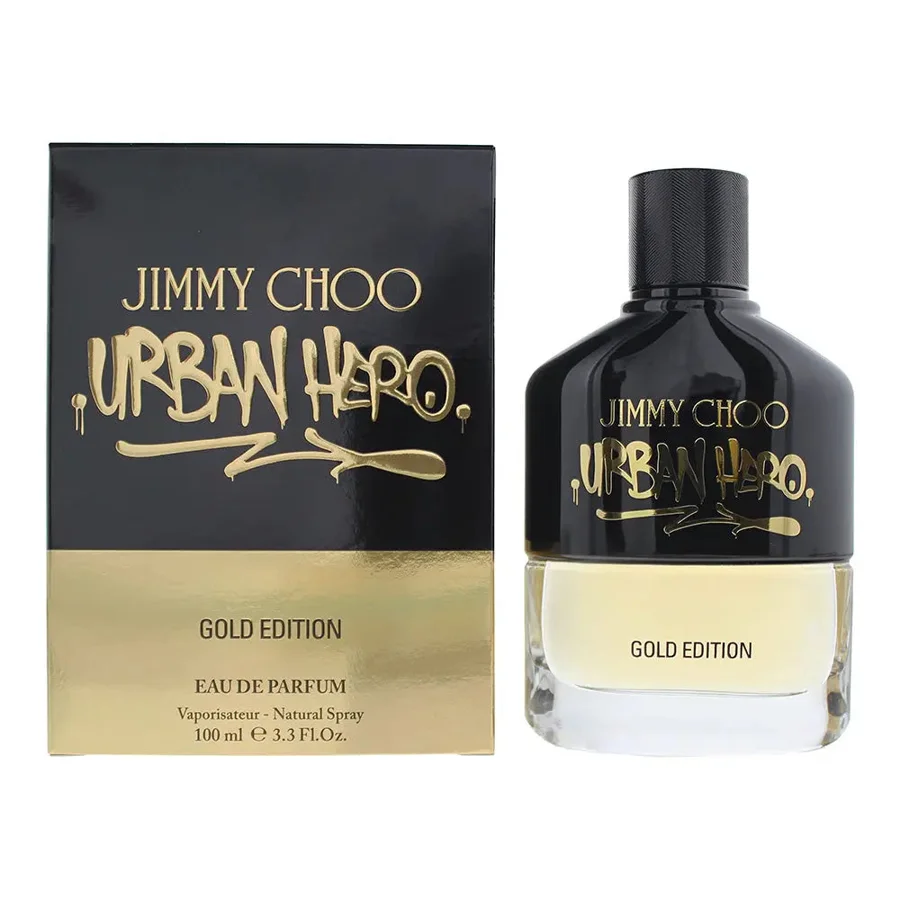 JIMMY CHOO
URBAN HERO
GOLD EDITION
EAU DE PARFUM
Vaporisateur - Natural Spray
100 ml ℮ 3.3 Fl.Oz.
JIMMY CHOO
URBAN HERO
GOLD EDITION